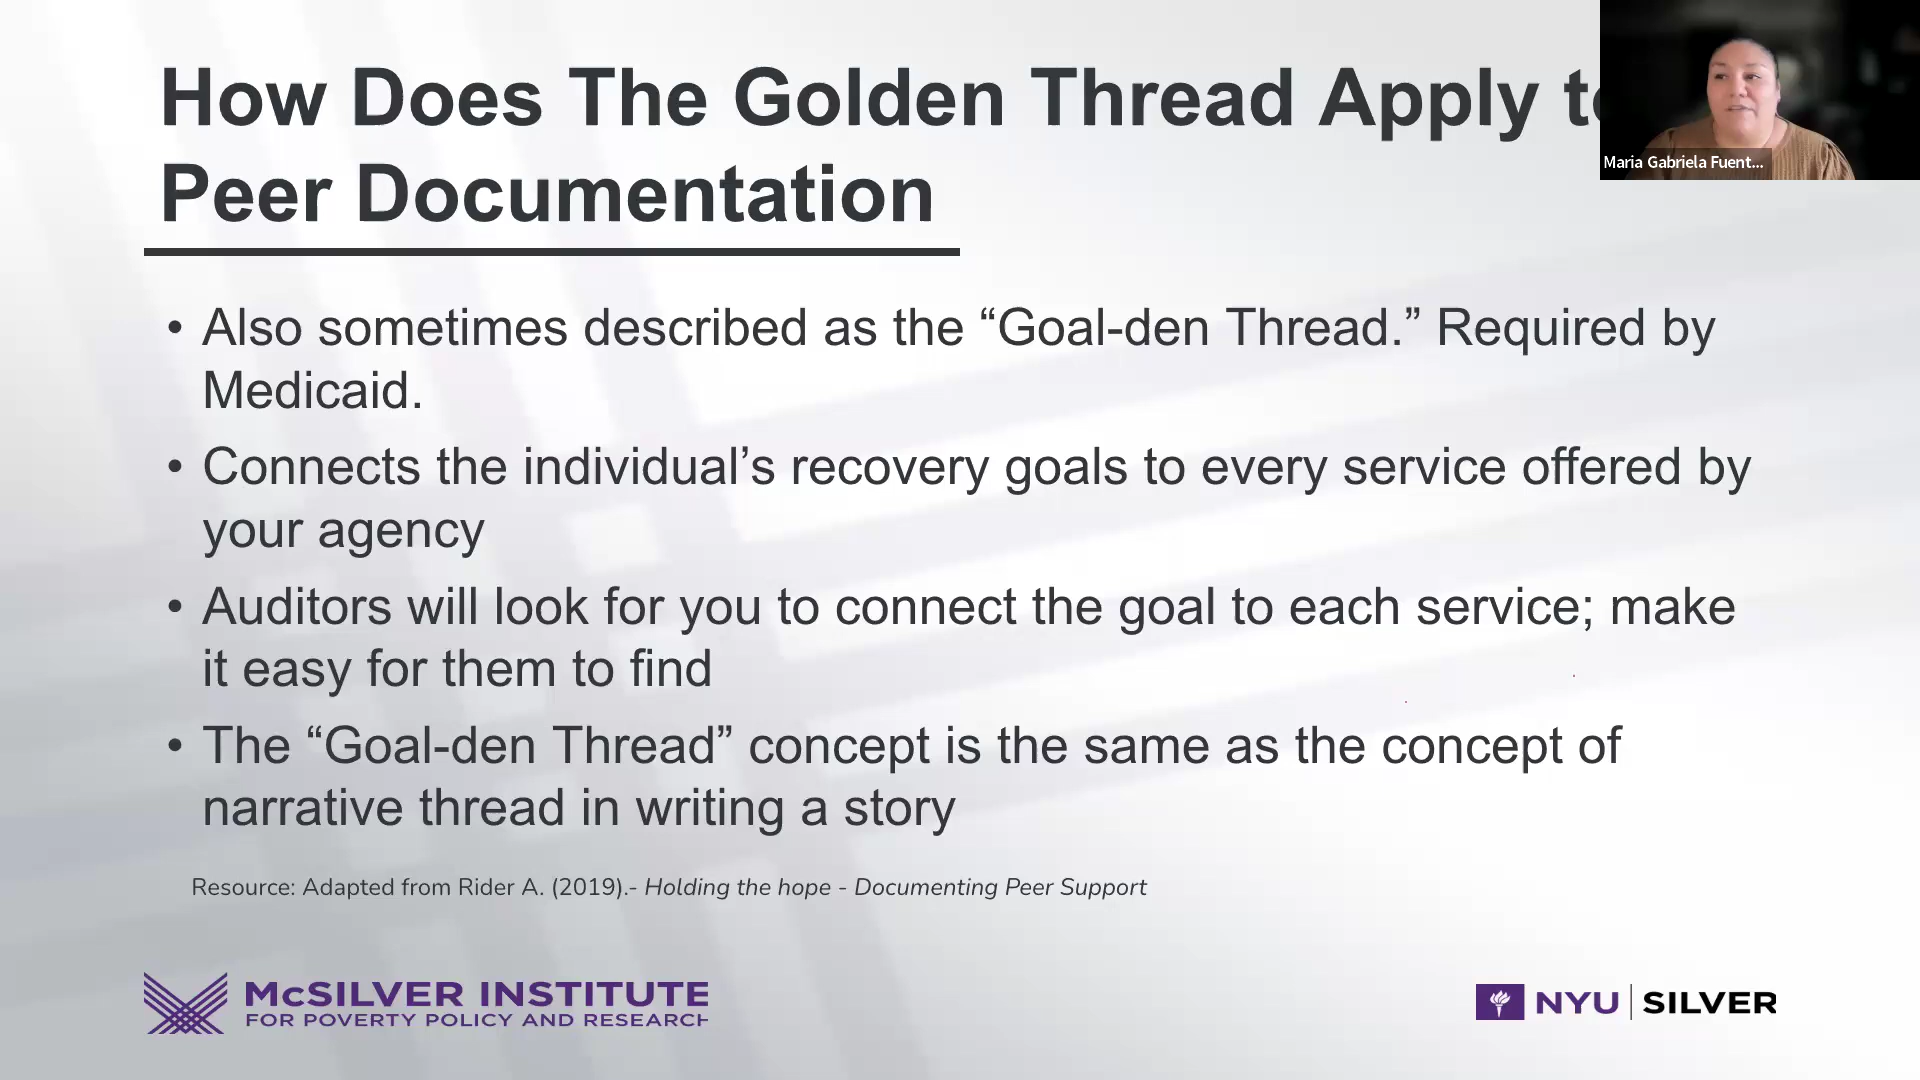 How Does The Golden Thread Apply to
Peer Documentation
Maria Gabriela Fuent...
• Also sometimes described as the “Goal-den Thread.” Required by
Medicaid.
• Connects the individual’s recovery goals to every service offered by
your agency
• Auditors will look for you to connect the goal to each service; make
it easy for them to find
• The “Goal-den Thread” concept is the same as the concept of
narrative thread in writing a story
Resource: Adapted from Rider A. (2019).- Holding the hope - Documenting Peer Support
McSILVER INSTITUTE
FOR POVERTY POLICY AND RESEARCH
NYU SILVER